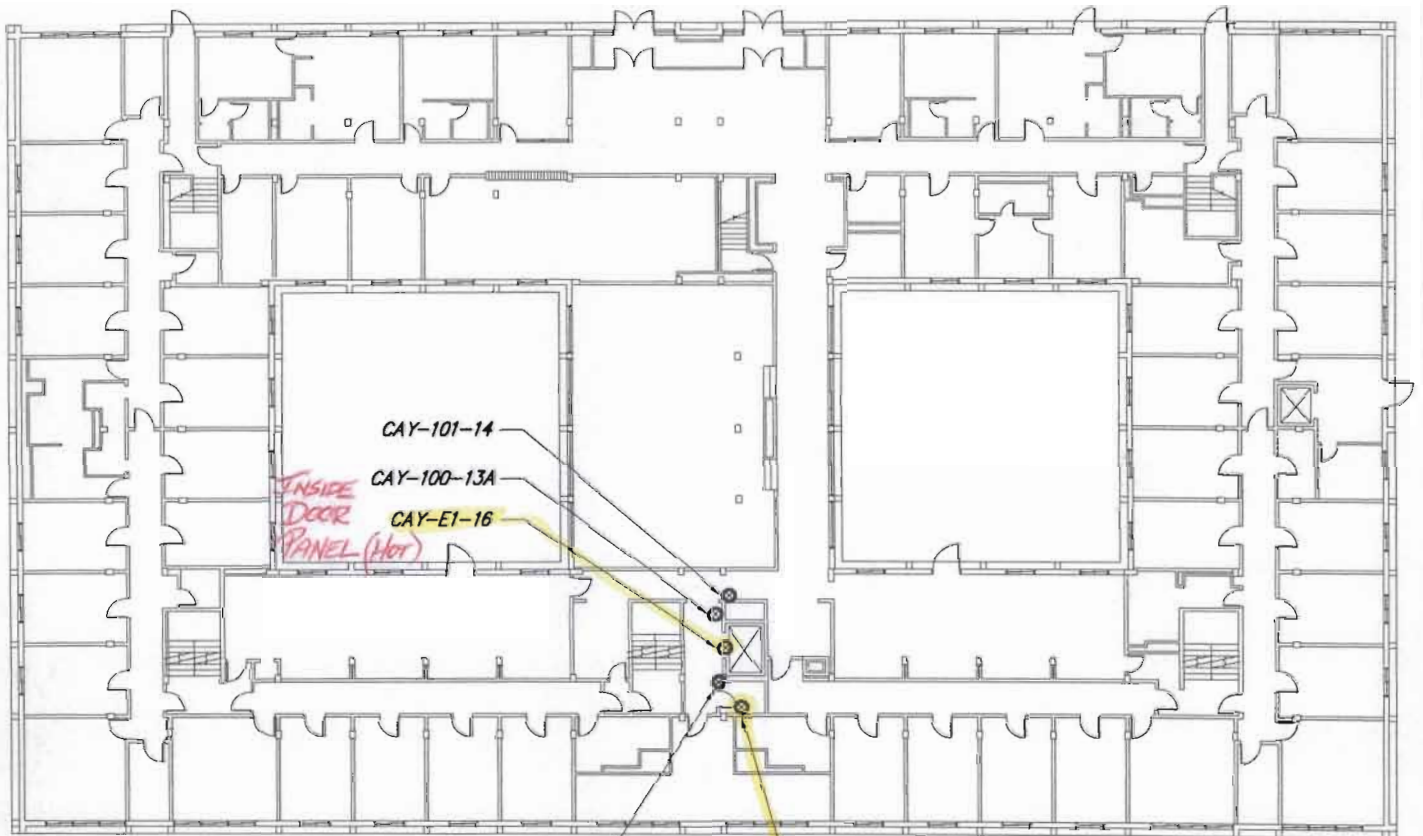 CAY-101-14
CAY-100-13A
CAY-E1-16
INSIDE
DOOR
PANEL (HOT)